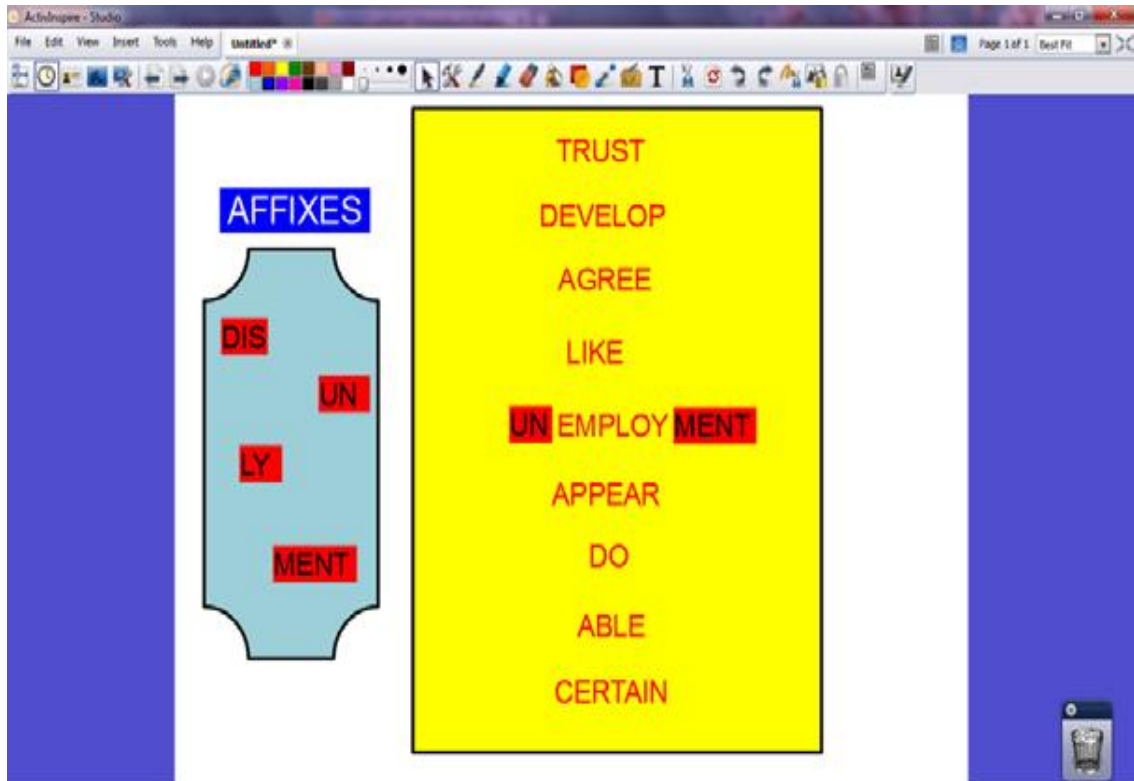 ActivInspire - Studio
File Edit View Insert Tools Help Untitled*
Page 1 of 1 Best Fit
T
AFFIXES
DIS
UN
LY
MENT
TRUST
DEVELOP
AGREE
LIKE
UN EMPLOY MENT
APPEAR
DO
ABLE
CERTAIN